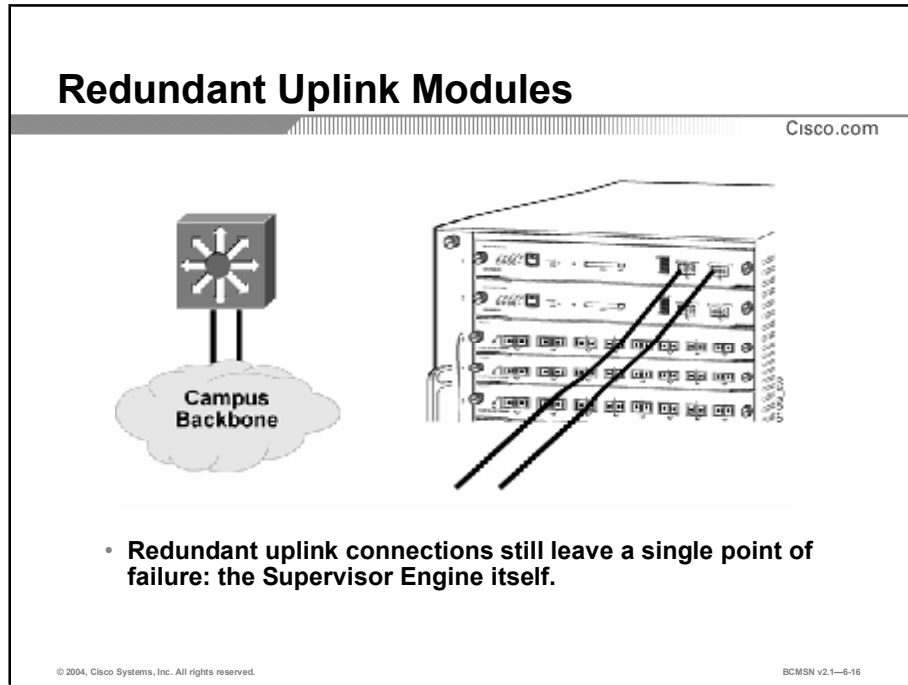 Redundant Uplink Modules
Cisco.com
Campus
Backbone
• Redundant uplink connections still leave a single point of
failure: the Supervisor Engine itself.
© 2004, Cisco Systems, Inc. All rights reserved.
BCMSN v2.1—6-16